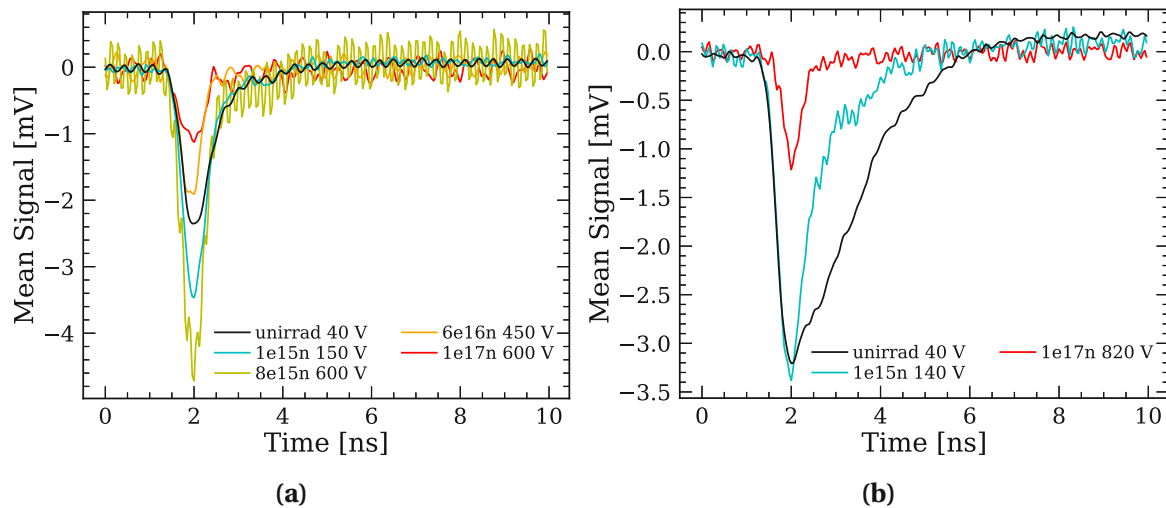 0
−1
−2
−3
−4
Mean Signal [mV]
unirrad 40 V
1e15n 150 V
8e15n 600 V
6e16n 450 V
1e17n 600 V
0 2 4 6 8 10
Time [ns]
(a)
0.0
−0.5
−1.0
−1.5
−2.0
−2.5
−3.0
−3.5
Mean Signal [mV]
unirrad 40 V
1e15n 140 V
1e17n 820 V
0 2 4 6 8 10
Time [ns]
(b)